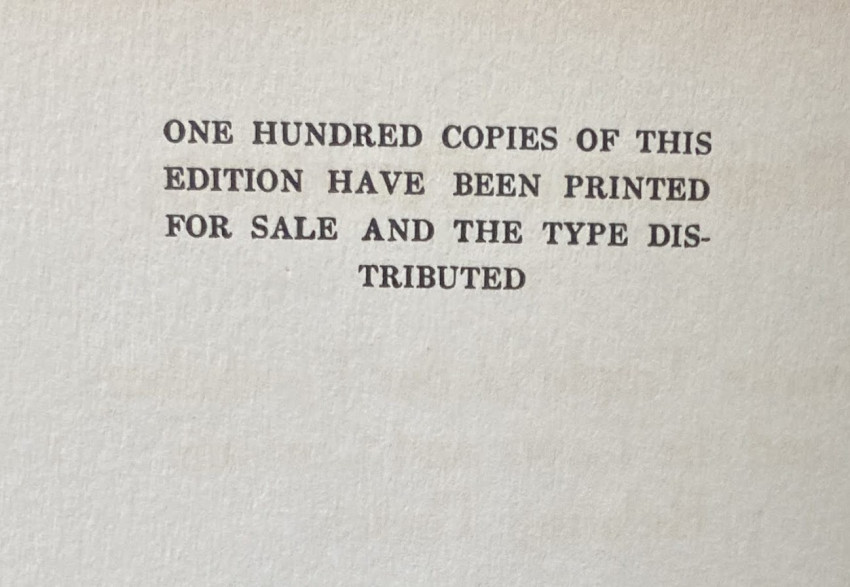 ONE HUNDRED COPIES OF THIS
EDITION HAVE BEEN PRINTED
FOR SALE AND THE TYPE DIS-
TRIBUTED